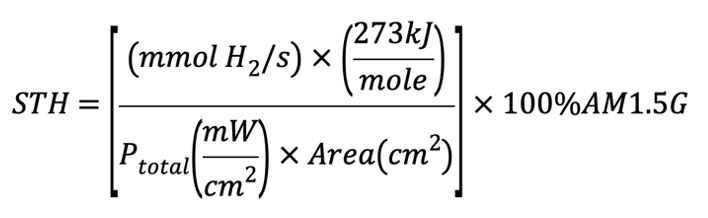 STH = [ (mmol H₂/s) × (273kJ/mole) / P_total(mW/cm²) × Area(cm²) ] × 100%AM1.5G